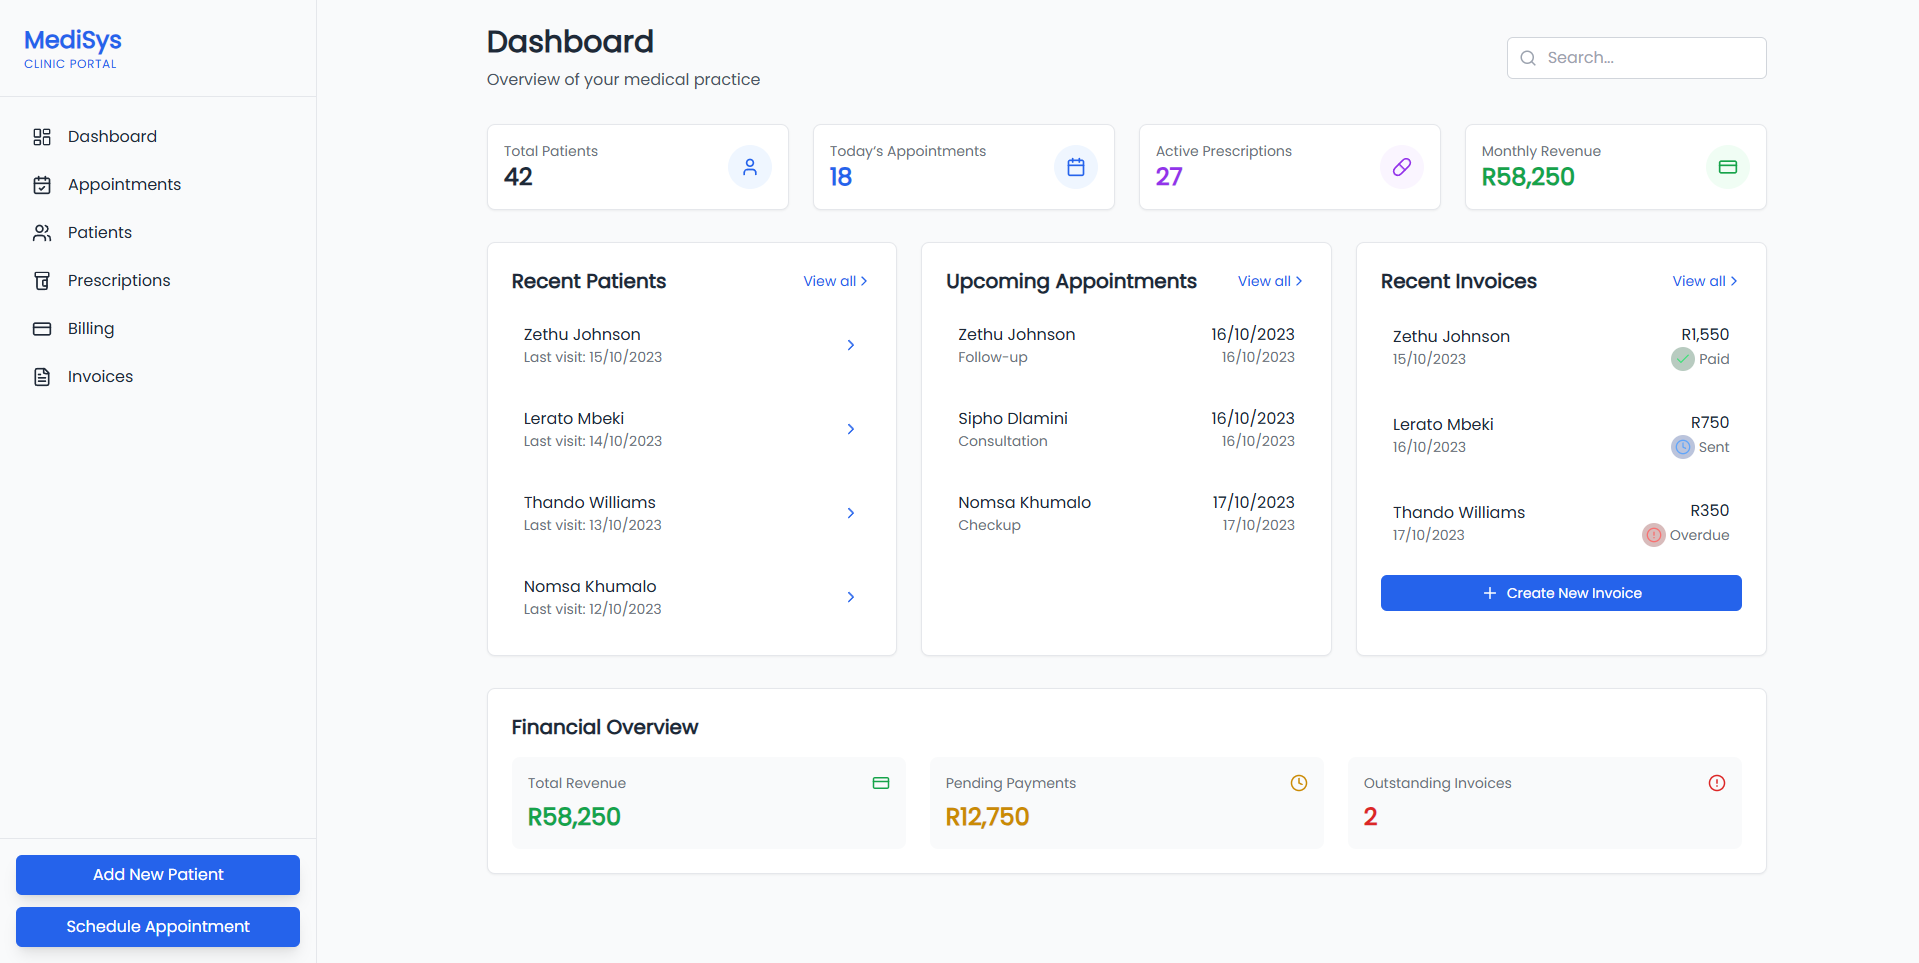 MediSys
CLINIC PORTAL
Dashboard
Appointments
Patients
Prescriptions
Billing
Invoices
Add New Patient
Schedule Appointment
Dashboard
Overview of your medical practice
Search...
Total Patients
42
Today's Appointments
18
Active Prescriptions
27
Monthly Revenue
R58,250
Recent Patients
View all
Zethu Johnson
Last visit: 15/10/2023
Lerato Mbeki
Last visit: 14/10/2023
Thando Williams
Last visit: 13/10/2023
Nomsa Khumalo
Last visit: 12/10/2023
Upcoming Appointments
View all
Zethu Johnson 16/10/2023
Follow-up 16/10/2023
Sipho Dlamini 16/10/2023
Consultation 16/10/2023
Nomsa Khumalo 17/10/2023
Checkup 17/10/2023
Recent Invoices
View all
Zethu Johnson R1,550
15/10/2023 Paid
Lerato Mbeki R750
16/10/2023 Sent
Thando Williams R350
17/10/2023 Overdue
Create New Invoice
Financial Overview
Total Revenue
R58,250
Pending Payments
R12,750
Outstanding Invoices
2